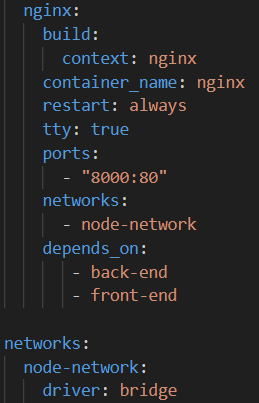 nginx:
build:
context: nginx
container_name: nginx
restart: always
tty: true
ports:
- "8000:80"
networks:
- node-network
depends_on:
- back-end
- front-end
networks:
node-network:
driver: bridge